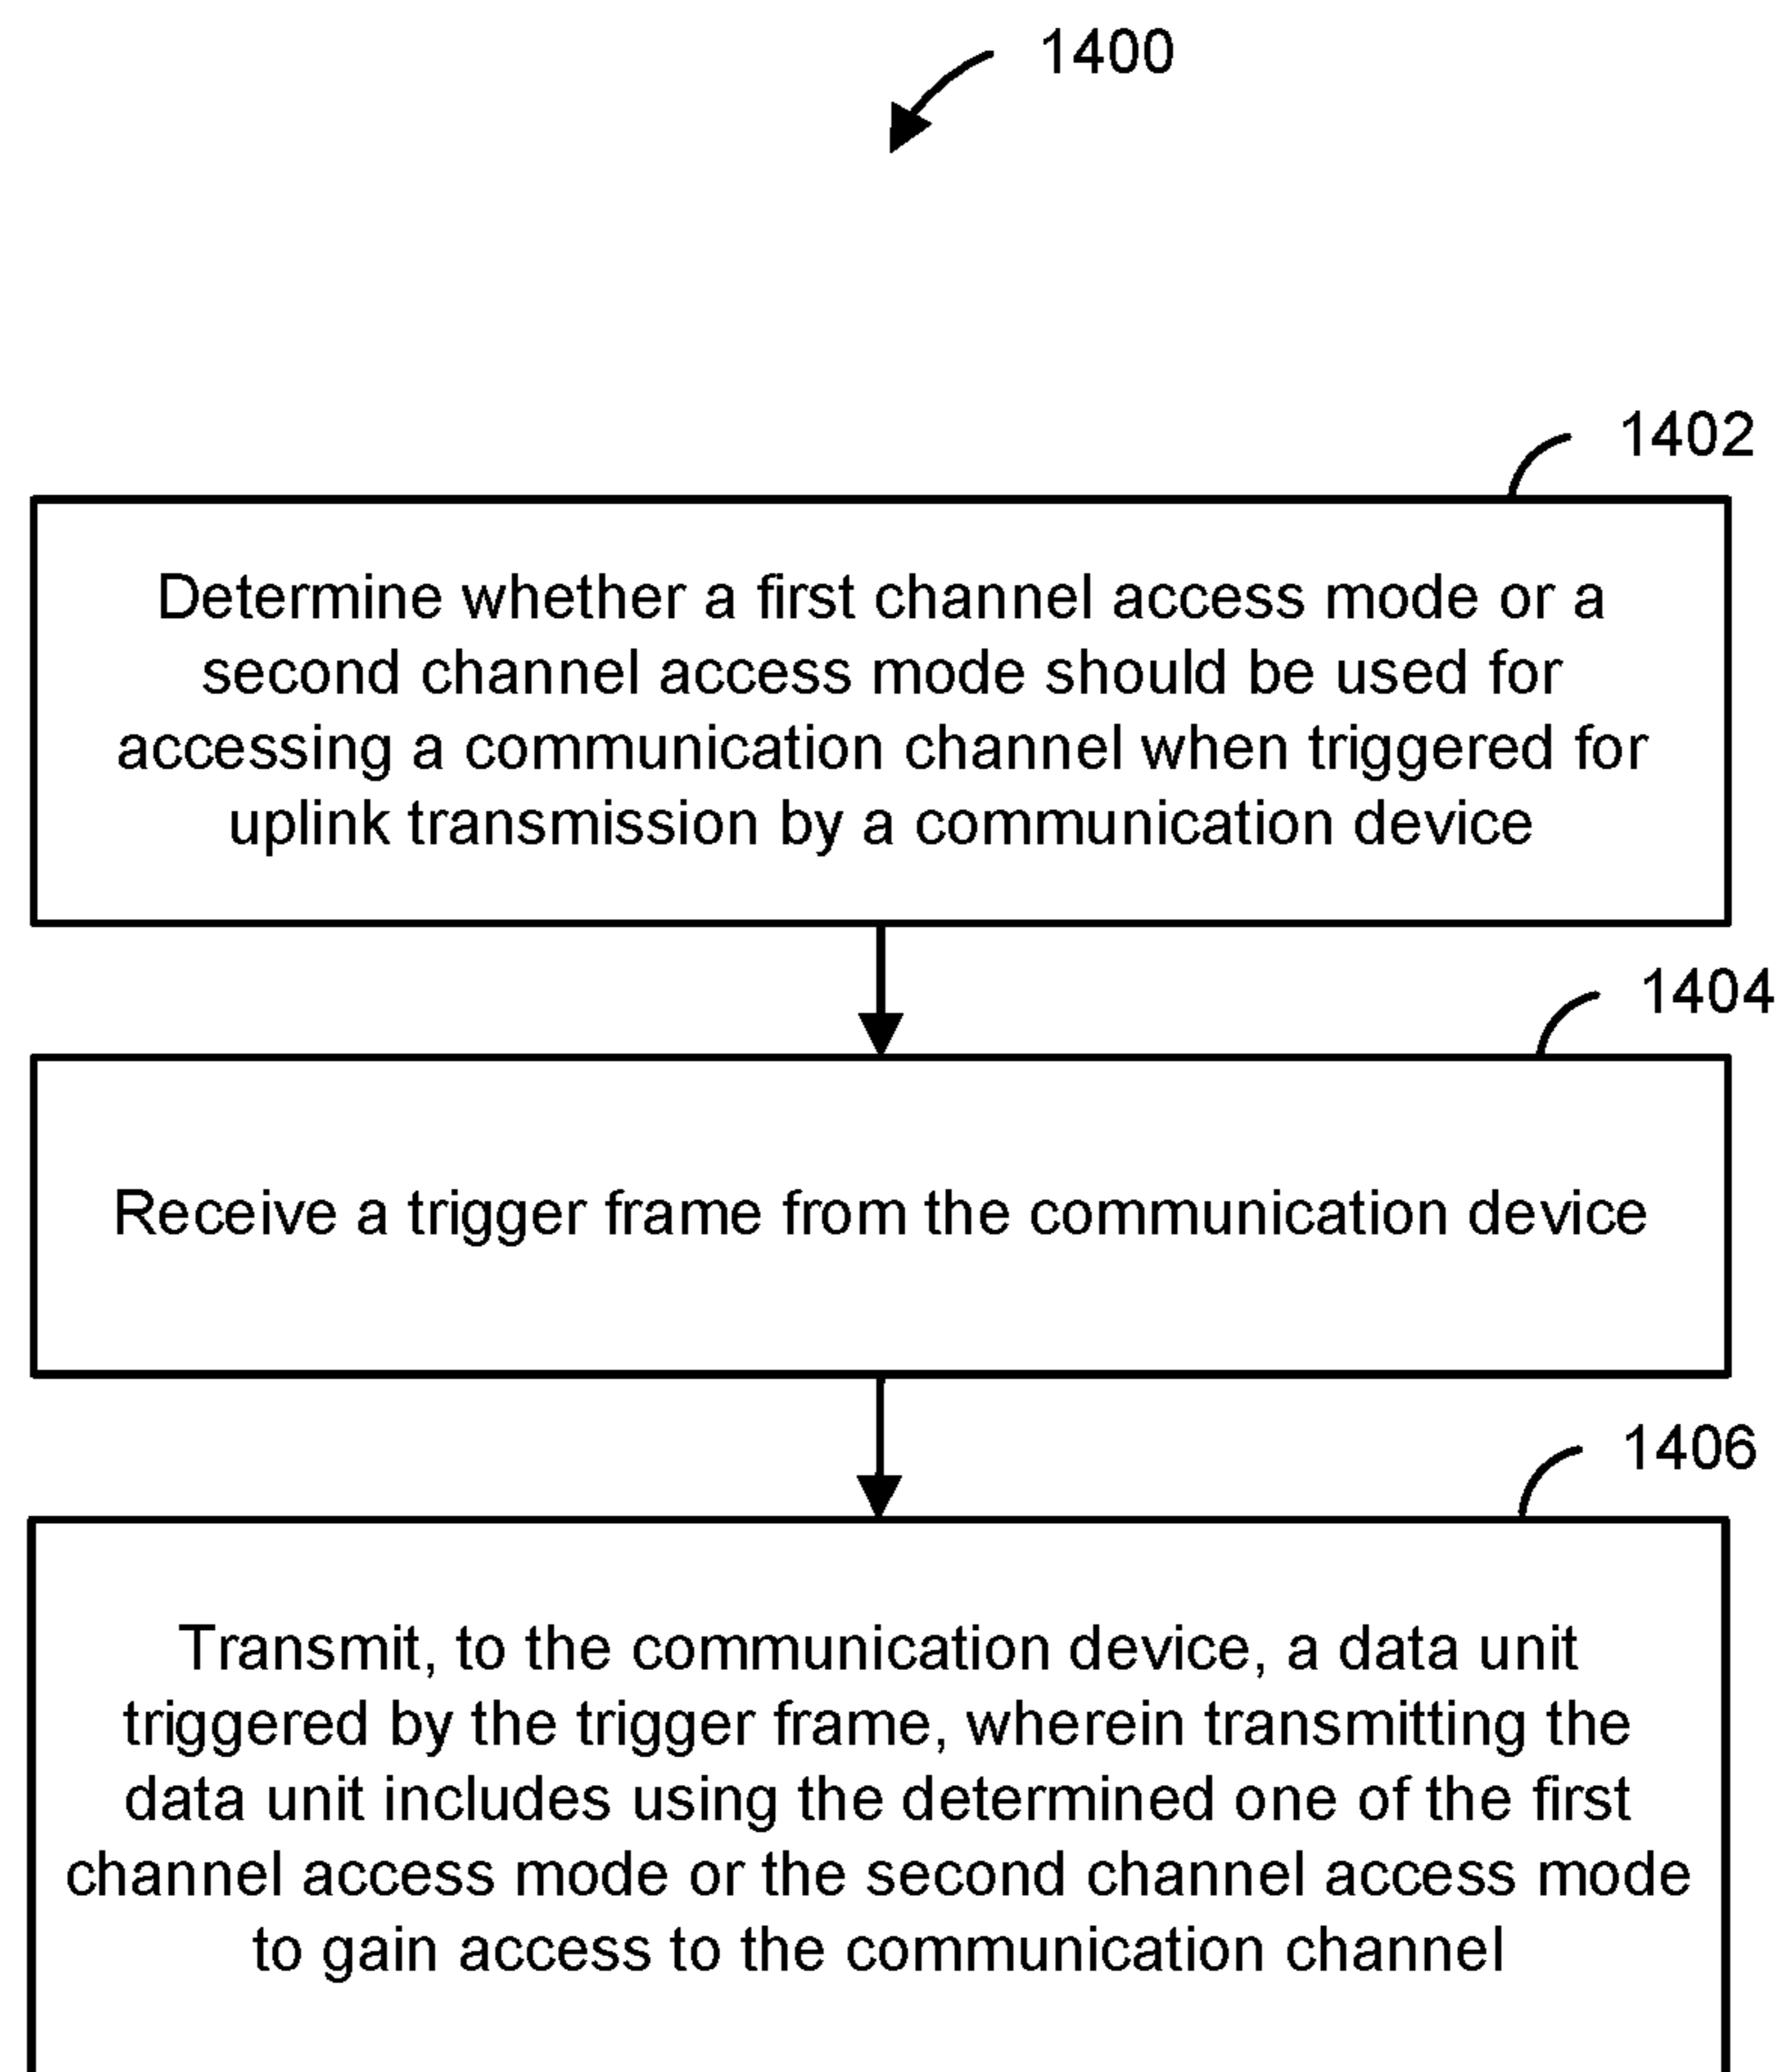 1400
1402
Determine whether a first channel access mode or a
second channel access mode should be used for
accessing a communication channel when triggered for
uplink transmission by a communication device
1404
Receive a trigger frame from the communication device
1406
Transmit, to the communication device, a data unit
triggered by the trigger frame, wherein transmitting the
data unit includes using the determined one of the first
channel access mode or the second channel access mode
to gain access to the communication channel